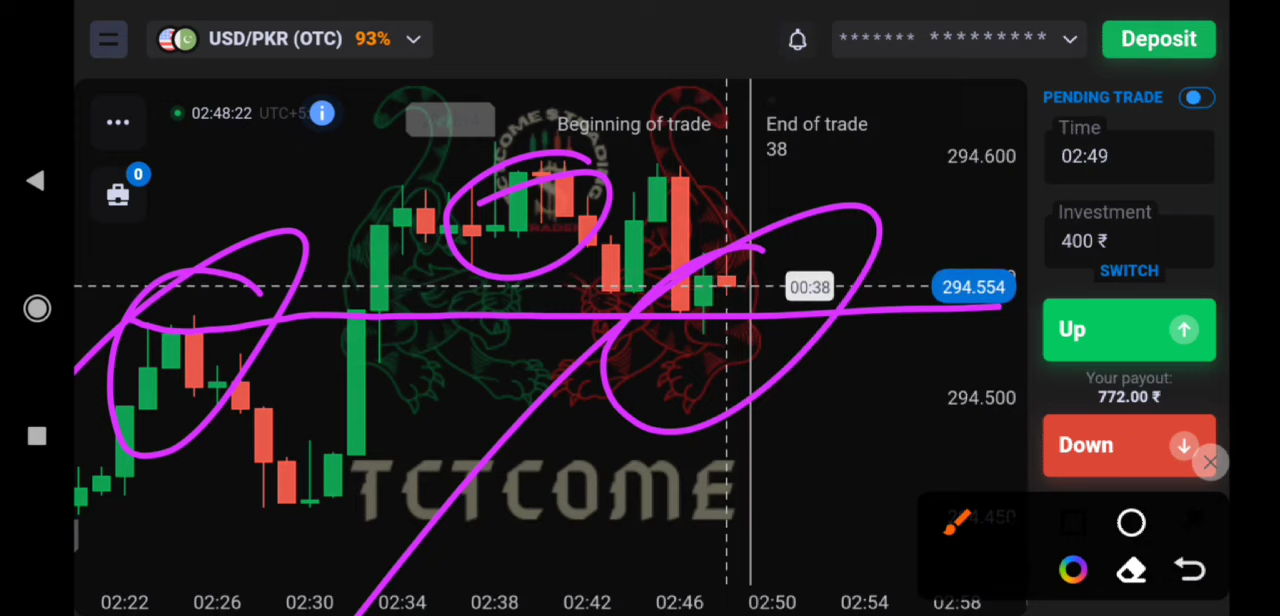 USD/PKR (OTC) 93%
******* *********
Deposit
02:48:22 UTC+5
0
Beginning of trade
End of trade
38
PENDING TRADE
Time
02:49
Investment
400 ₹
SWITCH
Up
Your payout:
772.00 ₹
Down
294.600
00:38
294.554
294.500
TCTCOME
02:22 02:26 02:30 02:34 02:38 02:42 02:46 02:50 02:54 02:58